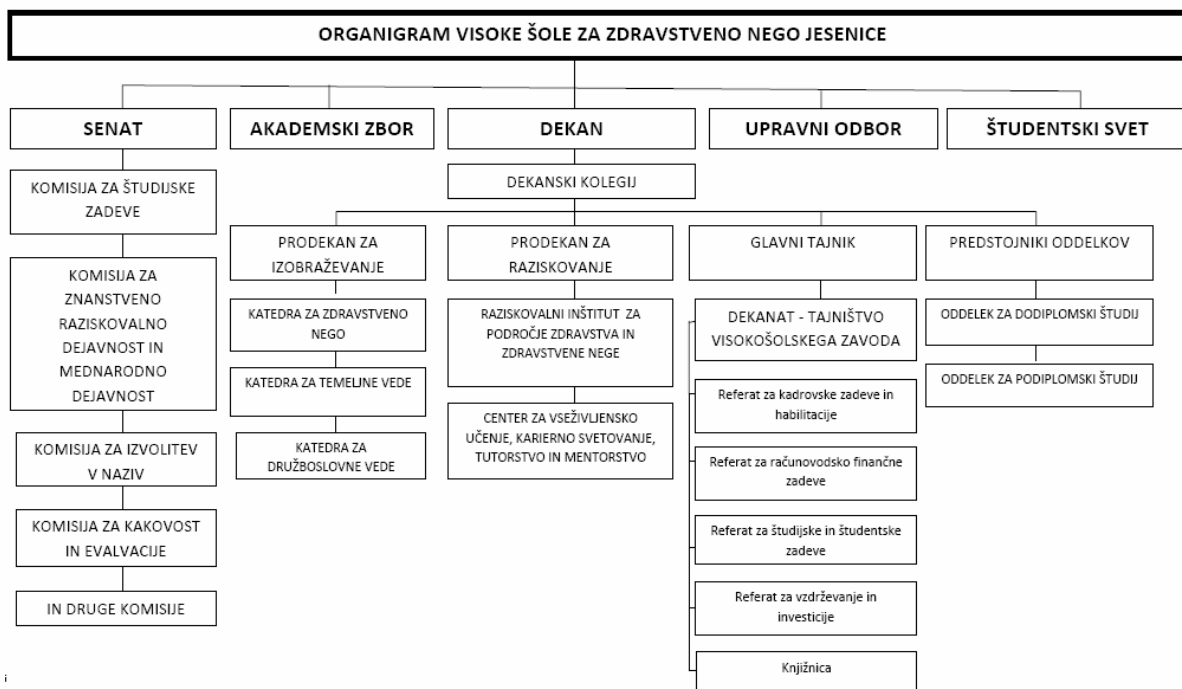 ORGANIGRAM VISOKE ŠOLE ZA ZDRAVSTVENO NEGO JESENICE
SENAT
AKADEMSKI ZBOR
DEKAN
UPRAVNI ODBOR
ŠTUDENTSKI SVET
KOMISIJA ZA ŠTUDIJSKE
ZADEVE
KOMISIJA ZA
ZNANSTVENO
RAZISKOVALNO
DEJAVNOST IN
MEDNARODNO
DEJAVNOST
KOMISIJA ZA IZVOLITEV
V NAZIV
KOMISIJA ZA KAKOVOST
IN EVALVACIJE
IN DRUGE KOMISIJE
DEKANSKI KOLEGIJ
PRODEKAN ZA
IZOBRAŽEVANJE
KATEDRA ZA ZDRAVSTVENO
NEGO
KATEDRA ZA TEMELJNE VEDE
KATEDRA ZA
DRUŽBOSLOVNE VEDE
PRODEKAN ZA
RAZISKOVANJE
RAZISKOVALNI INŠTITUT ZA
PODROČJE ZDRAVSTVA IN
ZDRAVSTVENE NEGE
CENTER ZA VSEŽIVLJENSKO
UČENJE, KARIERNO SVETOVANJE,
TUTORSTVO IN MENTORSTVO
GLAVNI TAJNIK
DEKANAT - TAJNIŠTVO
VISOKOŠOLSKEGA ZAVODA
Referat za kadrovske zadeve in
habilitacije
Referat za računovodsko finančne
zadeve
Referat za študijske in študentske
zadeve
Referat za vzdrževanje in
investicije
Knjižnica
PREDSTOJNIKI ODDELKOV
ODDELEK ZA DODIPLOMSKI ŠTUDIJ
ODDELEK ZA PODIPLOMSKI ŠTUDIJ
i